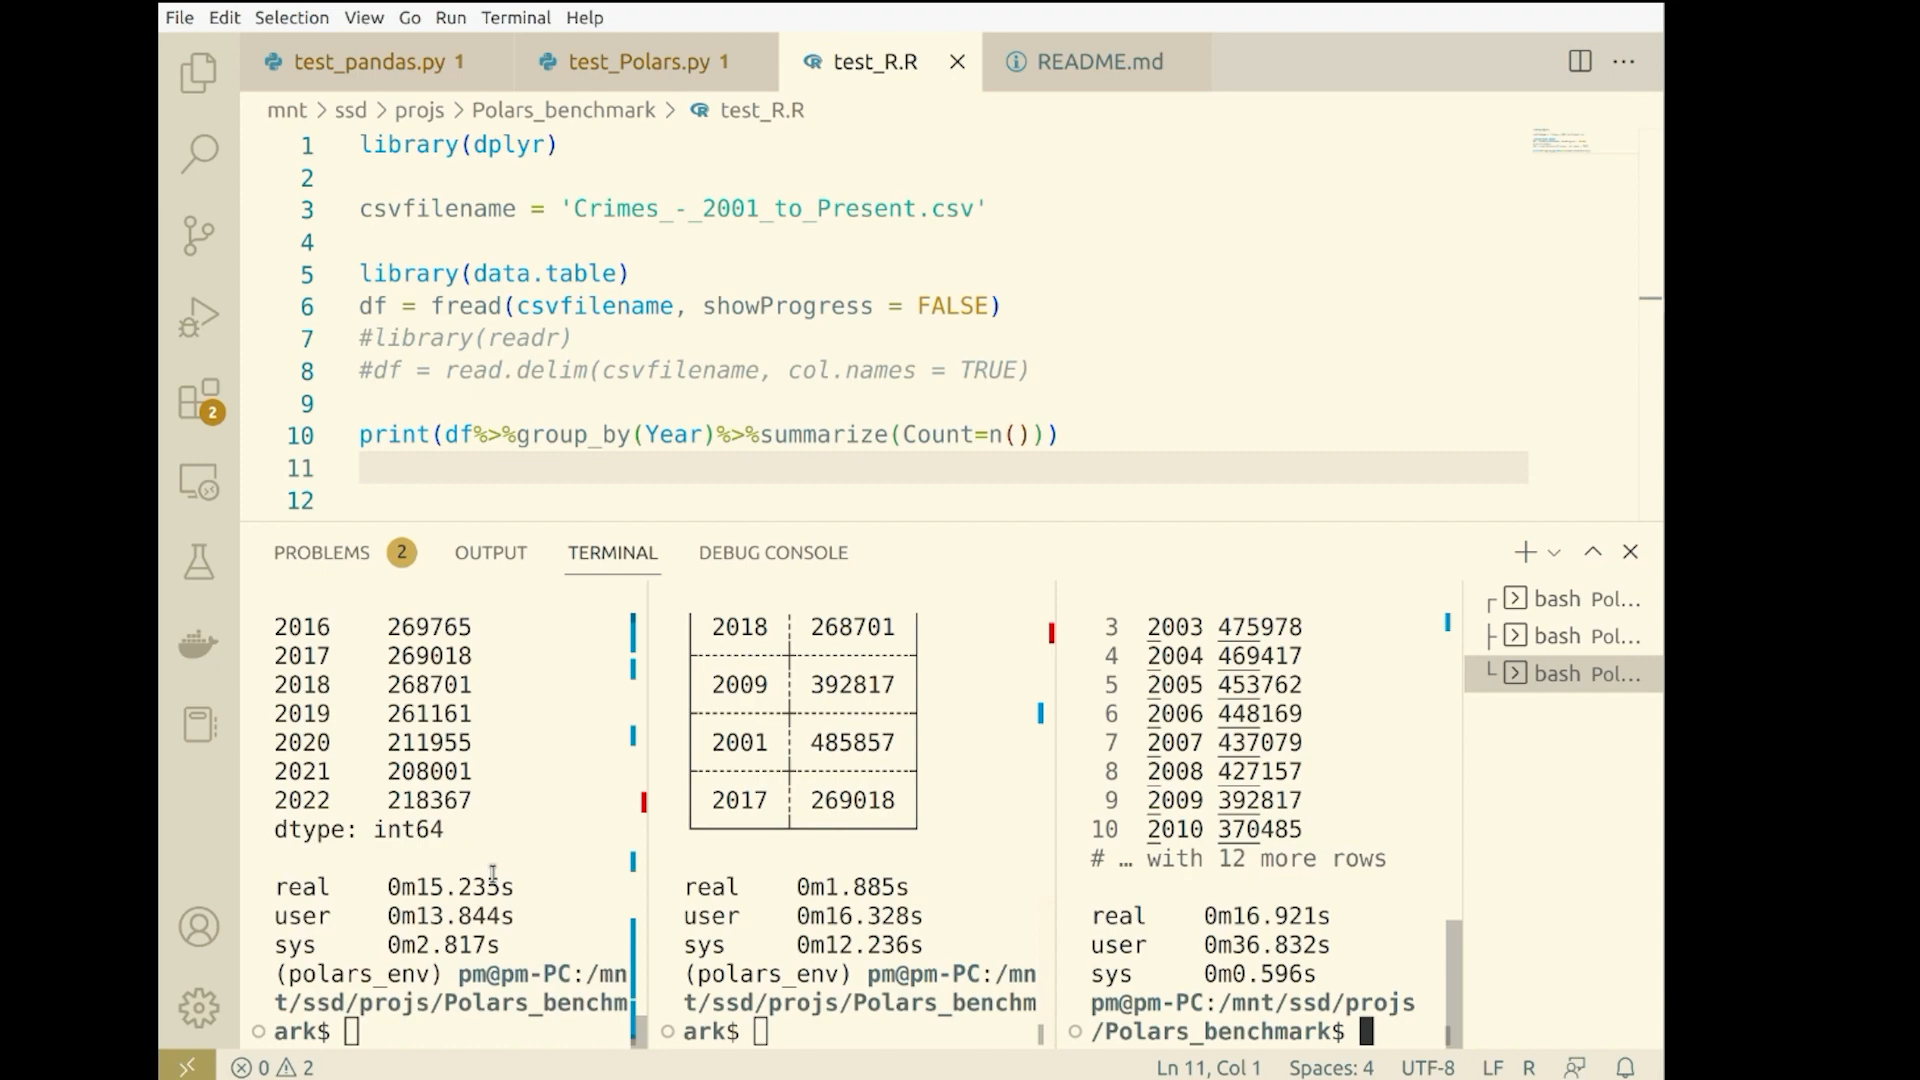 File Edit Selection View Go Run Terminal Help
test_pandas.py 1 test_Polars.py 1 test_R.R README.md
mnt > ssd > projs > Polars_benchmark > test_R.R
1 library(dplyr)
2
3 csvfilename = 'Crimes_-_2001_to_Present.csv'
4
5 library(data.table)
6 df = fread(csvfilename, showProgress = FALSE)
7 #library(readr)
8 #df = read.delim(csvfilename, col.names = TRUE)
9
10 print(df%>%group_by(Year)%>%summarize(Count=n()))
11
12
2
PROBLEMS 2 OUTPUT TERMINAL DEBUG CONSOLE
2016 269765
2017 269018
2018 268701
2019 261161
2020 211955
2021 208001
2022 218367
dtype: int64
real 0m15.235s
user 0m13.844s
sys 0m2.817s
(polars_env) pm@pm-PC:/mn
t/ssd/projs/Polars_benchm
ark$
2018 268701
2009 392817
2001 485857
2017 269018
real 0m1.885s
user 0m16.328s
sys 0m12.236s
(polars_env) pm@pm-PC:/mn
t/ssd/projs/Polars_benchm
ark$
3 2003 475978
4 2004 469417
5 2005 453762
6 2006 448169
7 2007 437079
8 2008 427157
9 2009 392817
10 2010 370485
# … with 12 more rows
real 0m16.921s
user 0m36.832s
sys 0m0.596s
pm@pm-PC:/mnt/ssd/projs
/Polars_benchmark$
bash Pol...
bash Pol...
bash Pol...
0 2 Ln 11, Col 1 Spaces: 4 UTF-8 LF R